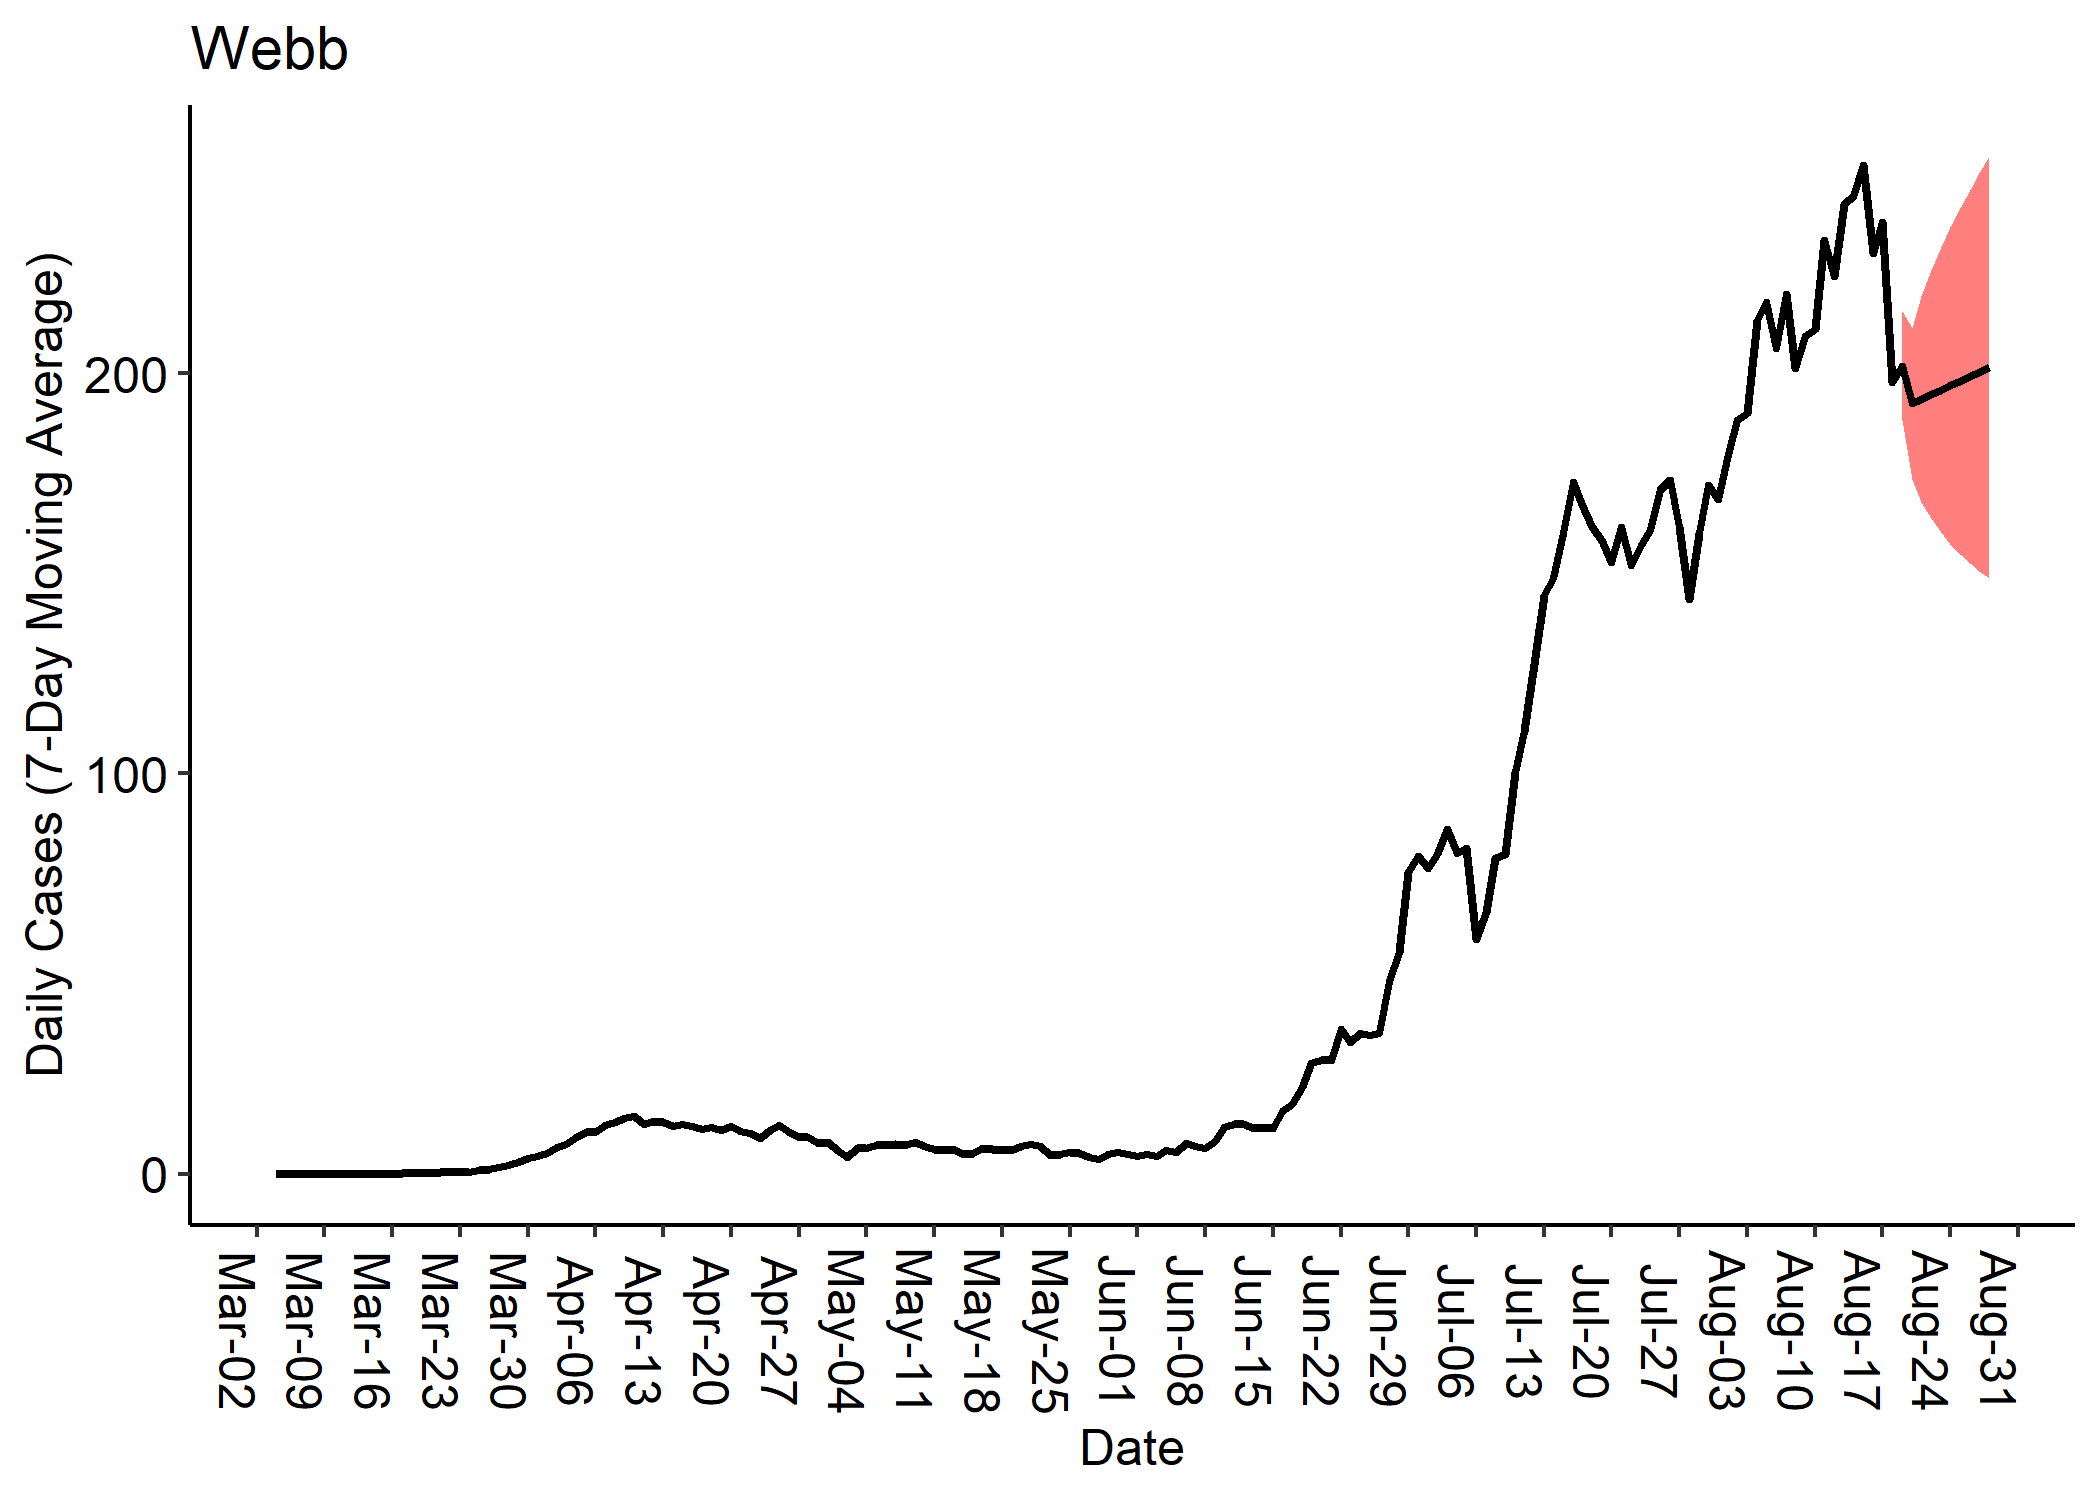 Webb
Daily Cases (7-Day Moving Average)
200
100
0
Mar-02
Mar-09
Mar-16
Mar-23
Mar-30
Apr-06
Apr-13
Apr-20
Apr-27
May-04
May-11
May-18
May-25
Jun-01
Jun-08
Jun-15
Jun-22
Jun-29
Jul-06
Jul-13
Jul-20
Jul-27
Aug-03
Aug-10
Aug-17
Aug-24
Aug-31
Date